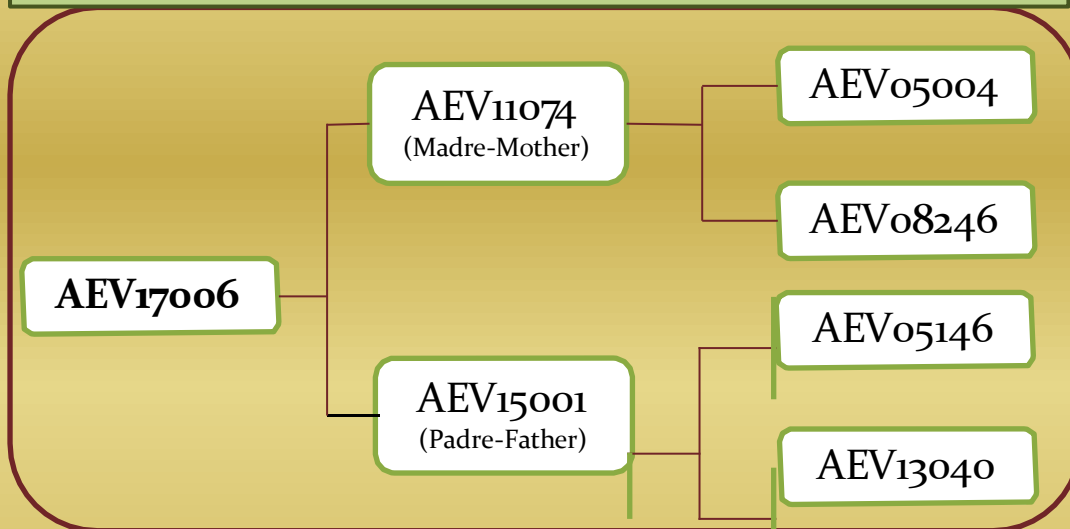 AEV05004
AEV11074
(Madre-Mother)
AEV08246
AEV17006
AEV05146
AEV15001
(Padre-Father)
AEV13040